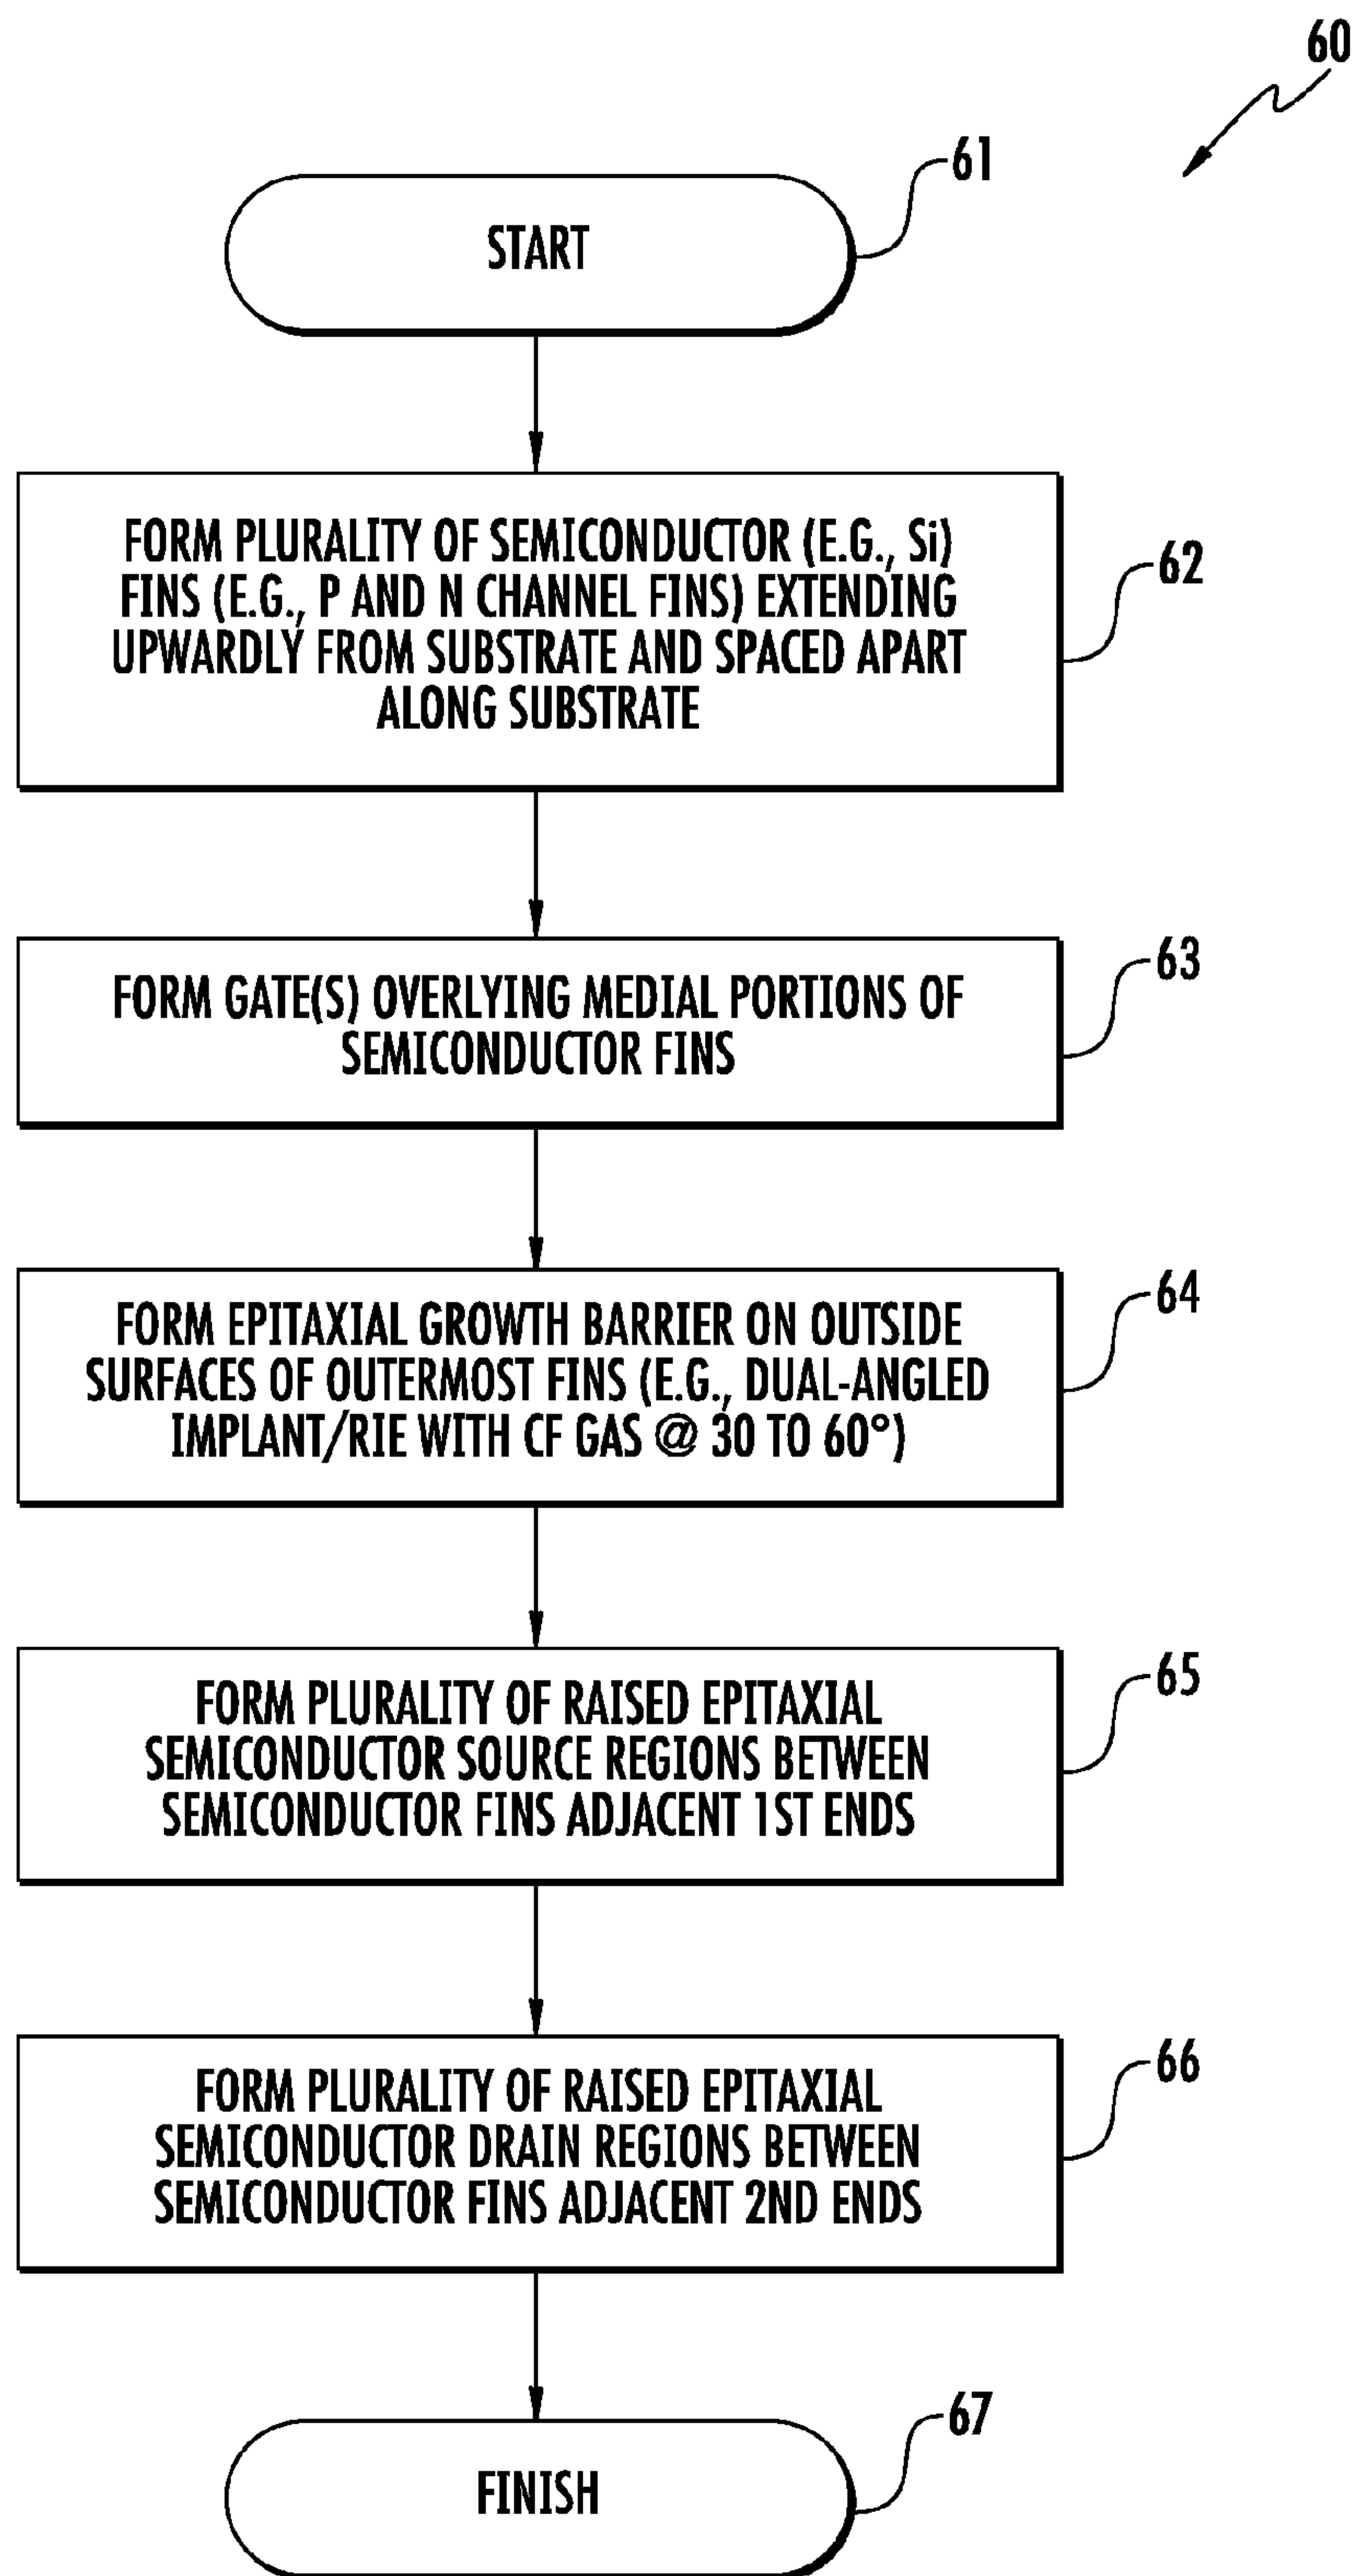 60
61
START
FORM PLURALITY OF SEMICONDUCTOR (E.G., Si)
FINS (E.G., P AND N CHANNEL FINS) EXTENDING
UPWARDLY FROM SUBSTRATE AND SPACED APART
ALONG SUBSTRATE
62
FORM GATE(S) OVERLYING MEDIAL PORTIONS OF
SEMICONDUCTOR FINS
63
FORM EPITAXIAL GROWTH BARRIER ON OUTSIDE
SURFACES OF OUTERMOST FINS (E.G., DUAL-ANGLED
IMPLANT/RIE WITH CF GAS @ 30 TO 60°)
64
FORM PLURALITY OF RAISED EPITAXIAL
SEMICONDUCTOR SOURCE REGIONS BETWEEN
SEMICONDUCTOR FINS ADJACENT 1ST ENDS
65
FORM PLURALITY OF RAISED EPITAXIAL
SEMICONDUCTOR DRAIN REGIONS BETWEEN
SEMICONDUCTOR FINS ADJACENT 2ND ENDS
66
67
FINISH